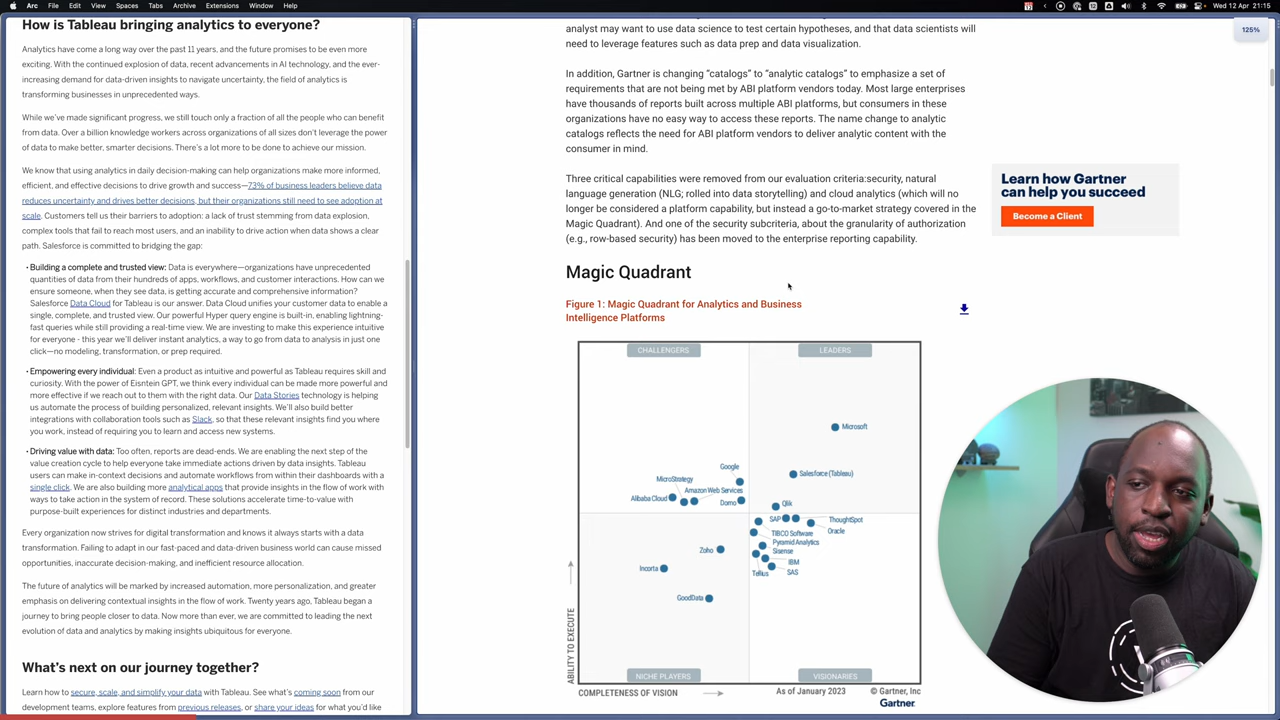 Arc File Edit View Spaces Tabs Archive Extensions Window Help
Wed 12 Apr 21:15
125%
How is Tableau bringing analytics to everyone?
Analytics have come a long way over the past 11 years, and the future promises to be even more
exciting. With the continued explosion of data, recent advancements in AI technology, and the ever-
increasing demand for data-driven insights to navigate uncertainty, the field of analytics is
transforming businesses in unprecedented ways.
While we've made significant progress, we still touch only a fraction of all the people who can benefit
from data. Over a billion knowledge workers across organizations of all sizes don't leverage the power
of data to make better, smarter decisions. There's a lot more to be done to achieve our mission.
We know that using analytics in daily decision-making can help organizations make more informed,
efficient, and effective decisions to drive growth and success—73% of business leaders believe data
reduces uncertainty and drives better decisions, but their organizations still need to see adoption at
scale. Customers tell us their barriers to adoption: a lack of trust stemming from data explosion,
complex tools that fail to reach most users, and an inability to drive action when data shows a clear
path. Salesforce is committed to bridging the gap:
• Building a complete and trusted view: Data is everywhere—organizations have unprecedented
quantities of data from their hundreds of apps, workflows, and customer interactions. How can we
ensure someone, when they see data, is getting accurate and comprehensive information?
Salesforce Data Cloud for Tableau is our answer. Data Cloud unifies your customer data to enable a
single, complete, and trusted view. Our powerful Hyper query engine is built-in, enabling lightning-
fast queries while still providing a real-time view. We are investing to make this experience intuitive
for everyone - this year we'll deliver instant analytics, a way to go from data to analysis in just one
click—no modeling, transformation, or prep required.
• Empowering every individual: Even a product as intuitive and powerful as Tableau requires skill and
curiosity. With the power of Eisntein GPT, we think every individual can be made more powerful and
more effective if we reach out to them with the right data. Our Data Stories technology is helping
us automate the process of building personalized, relevant insights. We'll also build better
integrations with collaboration tools such as Slack, so that these relevant insights find you where
you work, instead of requiring you to learn and access new systems.
• Driving value with data: Too often, reports are dead-ends. We are enabling the next step of the
value creation cycle to help everyone take immediate actions driven by data insights. Tableau
users can make in-context decisions and automate workflows from within their dashboards with a
single click. We are also building more analytical apps that provide insights in the flow of work with
ways to take action in the system of record. These solutions accelerate time-to-value with
purpose-built experiences for distinct industries and departments.
Every organization now strives for digital transformation and knows it always starts with a data
transformation. Failing to adapt in our fast-paced and data-driven business world can cause missed
opportunities, inaccurate decision-making, and inefficient resource allocation.
The future of analytics will be marked by increased automation, more personalization, and greater
emphasis on delivering contextual insights in the flow of work. Twenty years ago, Tableau began a
journey to bring people closer to data. Now more than ever, we are committed to leading the next
evolution of data and analytics by making insights ubiquitous for everyone.
What's next on our journey together?
Learn how to secure, scale, and simplify your data with Tableau. See what's coming soon from our
development teams, explore features from previous releases, or share your ideas for what you'd like
analyst may want to use data science to test certain hypotheses, and that data scientists will
need to leverage features such as data prep and data visualization.
In addition, Gartner is changing "catalogs" to "analytic catalogs" to emphasize a set of
requirements that are not being met by ABI platform vendors today. Most large enterprises
have thousands of reports built across multiple ABI platforms, but consumers in these
organizations have no easy way to access these reports. The name change to analytic
catalogs reflects the need for ABI platform vendors to deliver analytic content with the
consumer in mind.
Three critical capabilities were removed from our evaluation criteria:security, natural
language generation (NLG; rolled into data storytelling) and cloud analytics (which will no
longer be considered a platform capability, but instead a go-to-market strategy covered in the
Magic Quadrant). And one of the security subcriteria, about the granularity of authorization
(e.g., row-based security) has been moved to the enterprise reporting capability.
Learn how Gartner
can help you succeed
Become a Client
Magic Quadrant
Figure 1: Magic Quadrant for Analytics and Business
Intelligence Platforms
CHALLENGERS
LEADERS
Microsoft
Google
Salesforce (Tableau)
MicroStrategy
Amazon Web Services
Alibaba Cloud
Domo
Qlik
SAP
ThoughtSpot
Oracle
TIBCO Software
Pyramid Analytics
Sisense
Zoho
IBM
Incorta
Tellius
SAS
GoodData
ABILITY TO EXECUTE
NICHE PLAYERS
VISIONARIES
COMPLETENESS OF VISION
As of January 2023
© Gartner, Inc
Gartner